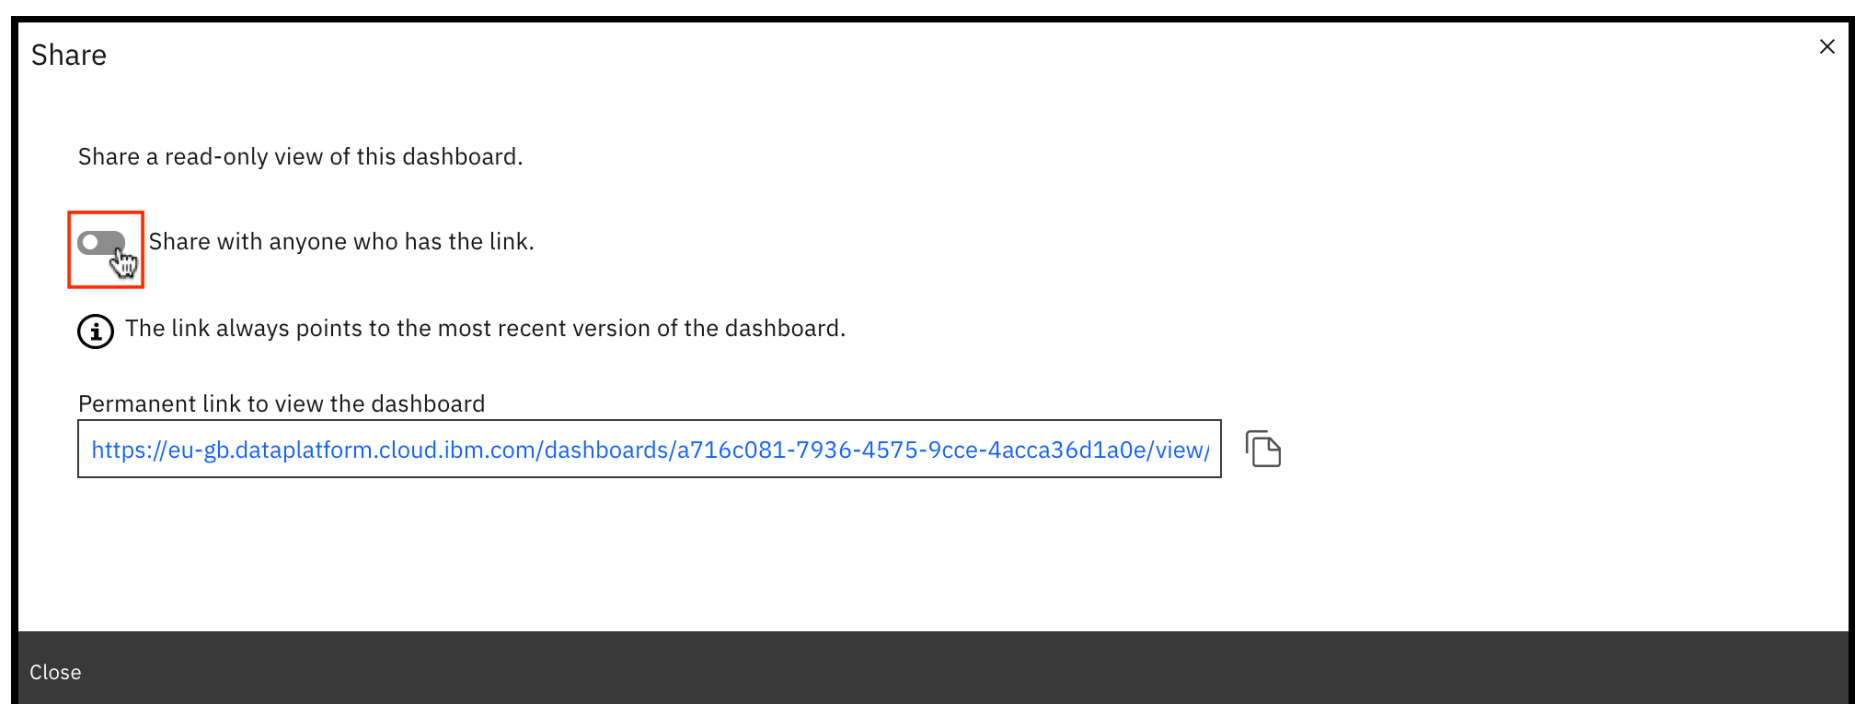 Share
Share a read-only view of this dashboard.
Share with anyone who has the link.
The link always points to the most recent version of the dashboard.
Permanent link to view the dashboard
https://eu-gb.dataplatform.cloud.ibm.com/dashboards/a716c081-7936-4575-9cce-4acca36d1a0e/view/
Close